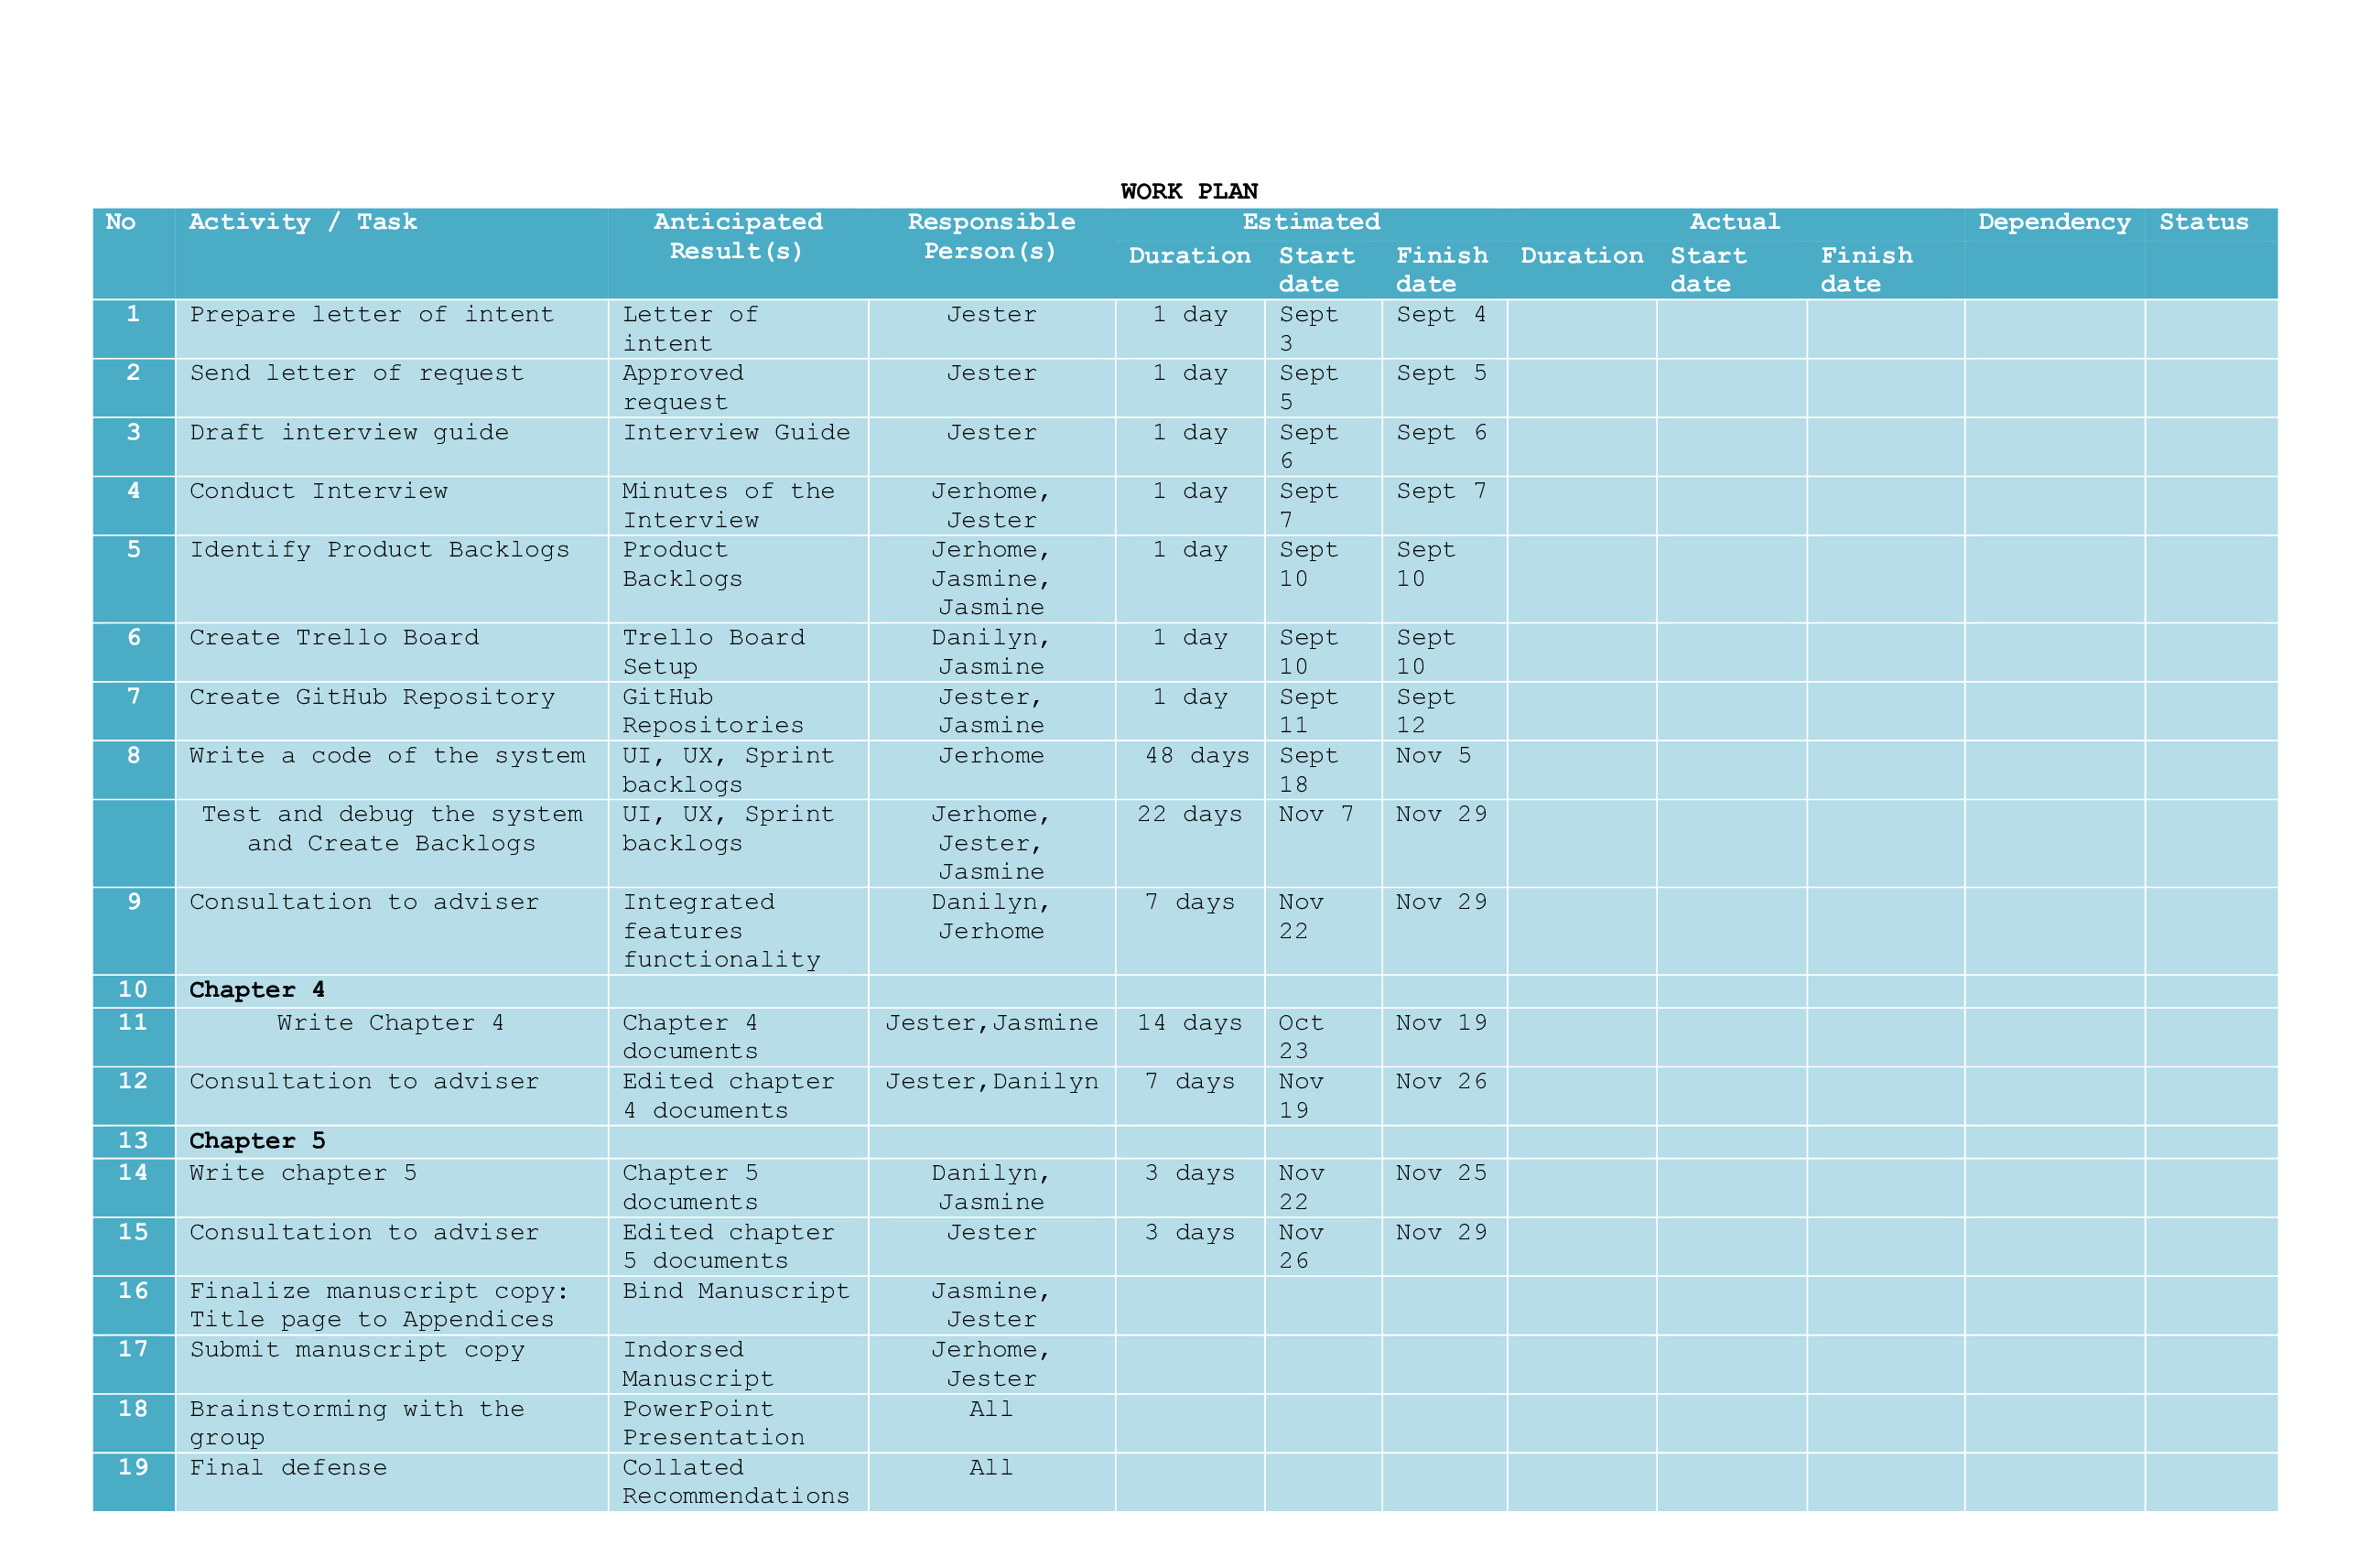 WORK PLAN
No Activity / Task Anticipated Responsible Estimated Actual Dependency Status
Result(s) Person(s)
Duration Start Finish Duration Start Finish
date date date date
1 Prepare letter of intent Letter of Jester 1 day Sept Sept 4
intent 3
2 Send letter of request Approved Jester 1 day Sept Sept 5
request 5
3 Draft interview guide Interview Guide Jester 1 day Sept Sept 6
6
4 Conduct Interview Minutes of the Jerhome, 1 day Sept Sept 7
Interview Jester 7
5 Identify Product Backlogs Product Jerhome, 1 day Sept Sept
Backlogs Jasmine, 10 10
Jasmine
6 Create Trello Board Trello Board Danilyn, 1 day Sept Sept
Setup Jasmine 10 10
7 Create GitHub Repository GitHub Jester, 1 day Sept Sept
Repositories Jasmine 11 12
8 Write a code of the system UI, UX, Sprint Jerhome 48 days Sept Nov 5
backlogs 18
Test and debug the system UI, UX, Sprint Jerhome, 22 days Nov 7 Nov 29
and Create Backlogs backlogs Jester,
Jasmine
9 Consultation to adviser Integrated Danilyn, 7 days Nov Nov 29
features Jerhome 22
functionality
10 Chapter 4
11 Write Chapter 4 Chapter 4 Jester,Jasmine 14 days Oct Nov 19
documents 23
12 Consultation to adviser Edited chapter Jester,Danilyn 7 days Nov Nov 26
4 documents 19
13 Chapter 5
14 Write chapter 5 Chapter 5 Danilyn, 3 days Nov Nov 25
documents Jasmine 22
15 Consultation to adviser Edited chapter Jester 3 days Nov Nov 29
5 documents 26
16 Finalize manuscript copy: Bind Manuscript Jasmine,
Title page to Appendices Jester
17 Submit manuscript copy Indorsed Jerhome,
Manuscript Jester
18 Brainstorming with the PowerPoint All
group Presentation
19 Final defense Collated All
Recommendations